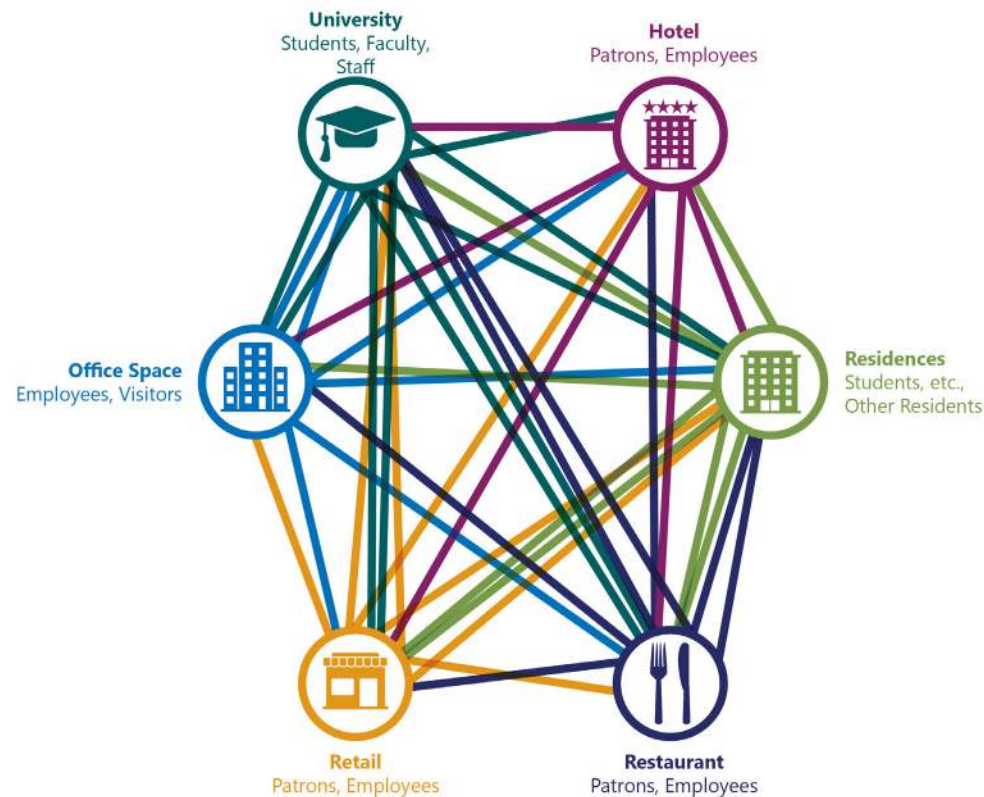 University
Students, Faculty,
Staff
Hotel
Patrons, Employees
Office Space
Employees, Visitors
Residences
Students, etc.,
Other Residents
Retail
Patrons, Employees
Restaurant
Patrons, Employees